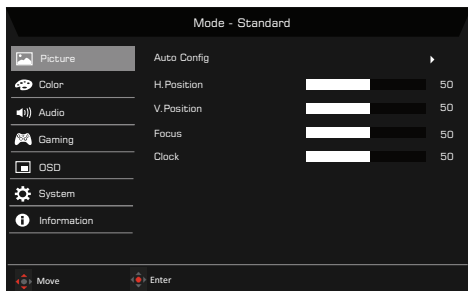 Mode - Standard
Picture
Auto Config
Color
H.Position 50
Audio
V.Position 50
Gaming
Focus 50
OSD
Clock 50
System
Information
Move
Enter